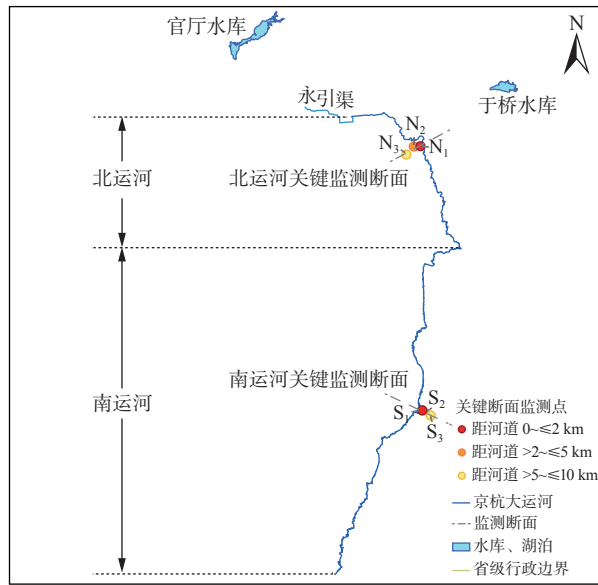 官厅水库
N
永引渠
于桥水库
N₂
N₃
N₁
北运河
北运河关键监测断面
南运河关键监测断面
南运河
S₁
S₂
S₃
关键断面监测点
距河道 0~≤2 km
距河道 >2~≤5 km
距河道 >5~≤10 km
京杭大运河
监测断面
水库、湖泊
省级行政边界